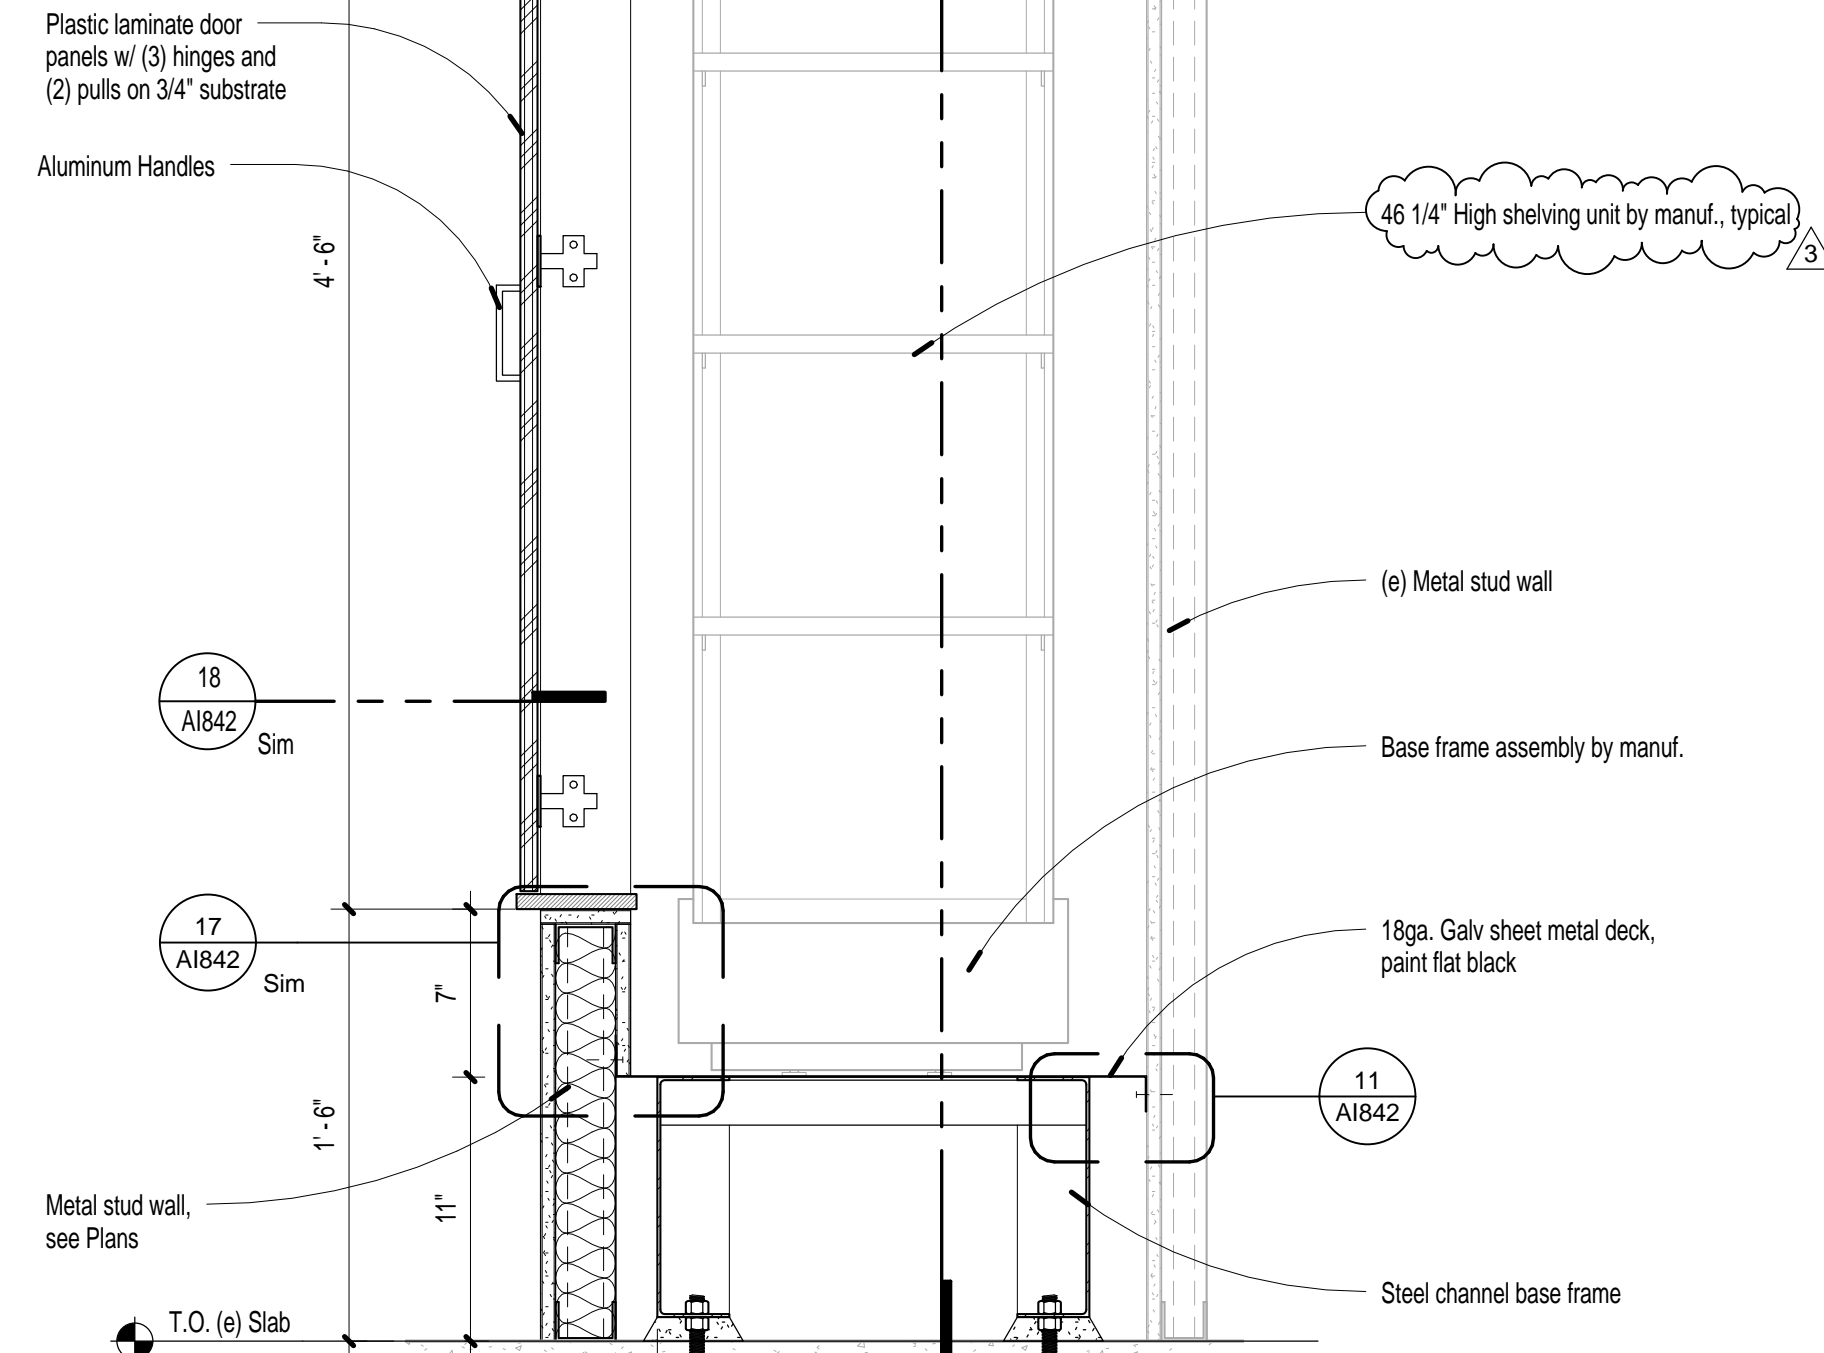 Plastic laminate door
panels w/ (3) hinges and
(2) pulls on 3/4" substrate
Aluminum Handles
4' - 6"
46 1/4" High shelving unit by manuf., typical
3
(e) Metal stud wall
18
AI842
Sim
Base frame assembly by manuf.
17
AI842
Sim
18ga. Galv sheet metal deck,
paint flat black
7"
1' - 6"
11
AI842
11"
Metal stud wall,
see Plans
Steel channel base frame
T.O. (e) Slab